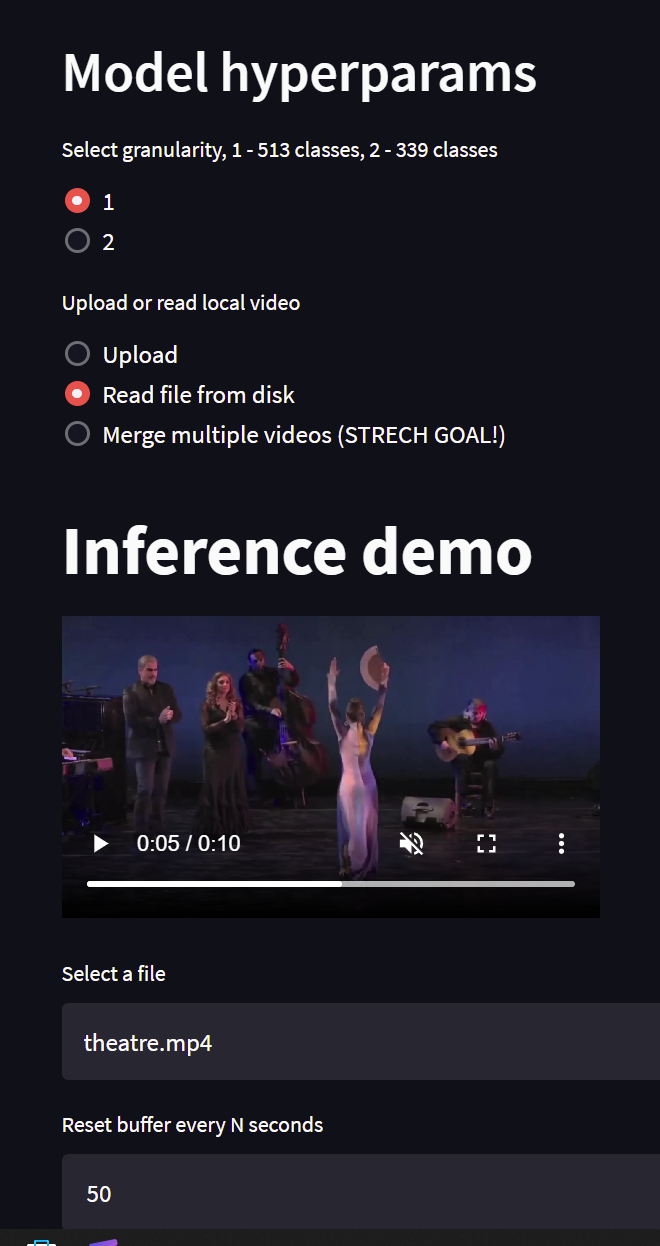 Model hyperparams
Select granularity, 1 - 513 classes, 2 - 339 classes
1
2
Upload or read local video
Upload
Read file from disk
Merge multiple videos (STRECH GOAL!)
Inference demo
0:05 / 0:10
Select a file
theatre.mp4
Reset buffer every N seconds
50